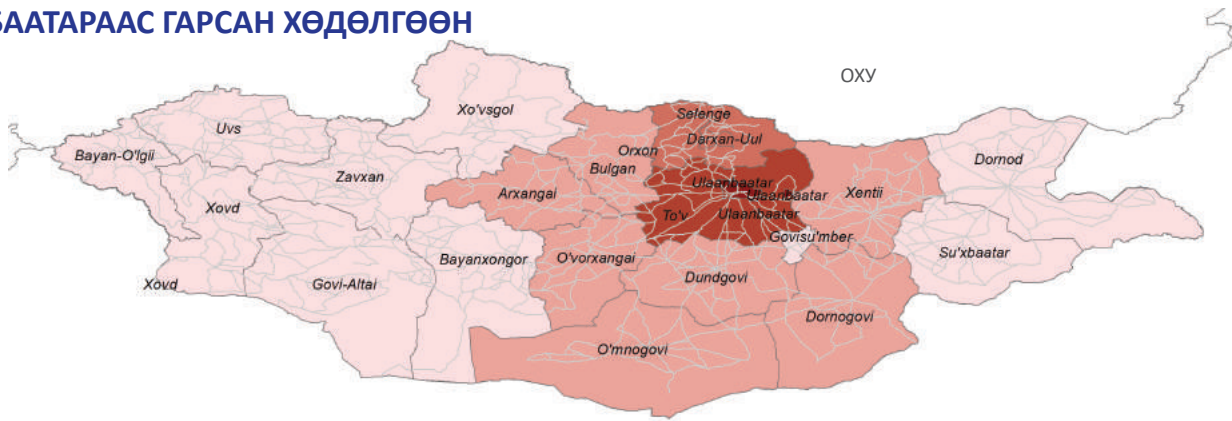 БААТАРААС ГАРСАН ХӨДӨЛГӨӨН
ОХУ
Xo'vsgol
Selenge
Uvs
Darxan-Uul
Bayan-O'lgii
Orxon
Dornod
Zavxan
Bulgan
Ulaanbaatar
Arxangai
Ulaanbaatar
Xentii
Xovd
To'v
Ulaanbaatar
Govisu'mber
Su'xbaatar
Bayanxongor
O'vorxangai
Dundgovi
Xovd
Govi-Altai
Dornogovi
O'mnogovi